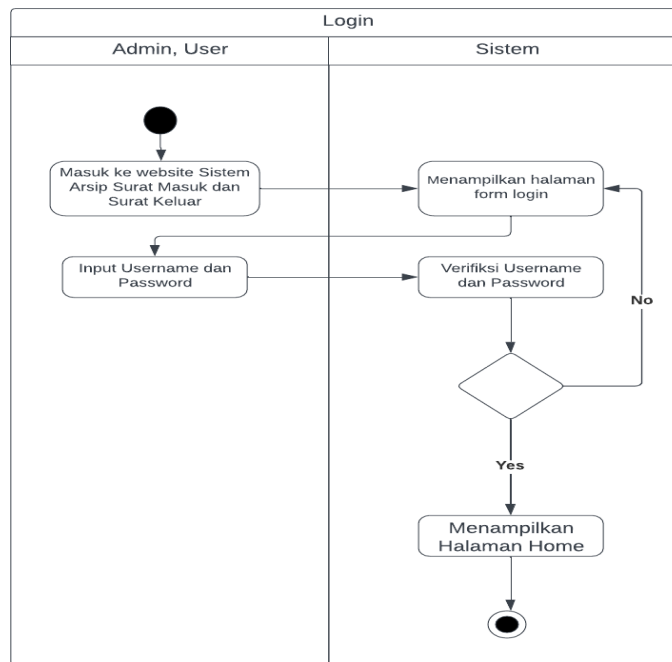 Login
Admin, User
Sistem
Masuk ke website Sistem
Arsip Surat Masuk dan
Surat Keluar
Menampilkan halaman
form login
Input Username dan
Password
Verifiksi Username
dan Password
No
Yes
Menampilkan
Halaman Home